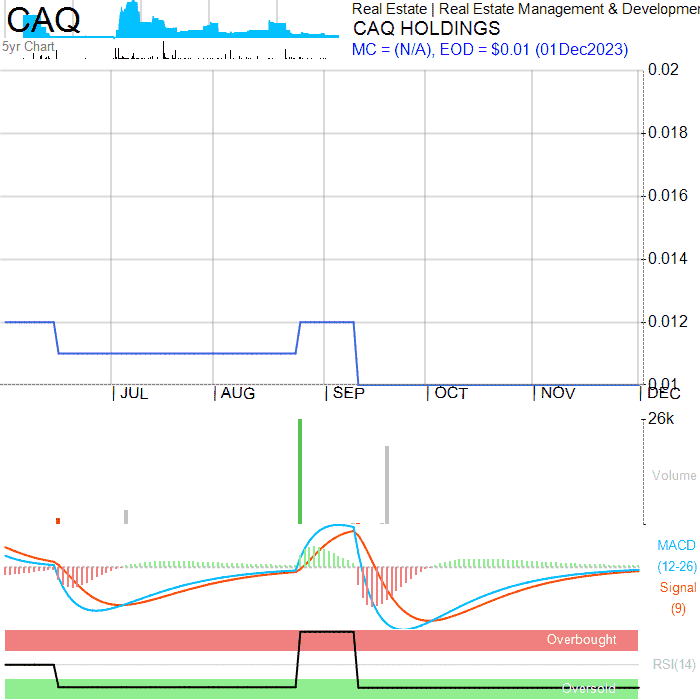 CAQ
Real Estate | Real Estate Management & Developmen
CAQ HOLDINGS
5yr Chart
MC = (N/A), EOD = $0.01 (01Dec2023)
0.02
0.018
0.016
0.014
0.012
0.01
JUL AUG SEP OCT NOV DEC
26k
Volume
MACD
(12-26)
Signal
(9)
Overbought
RSI(14)
Oversold